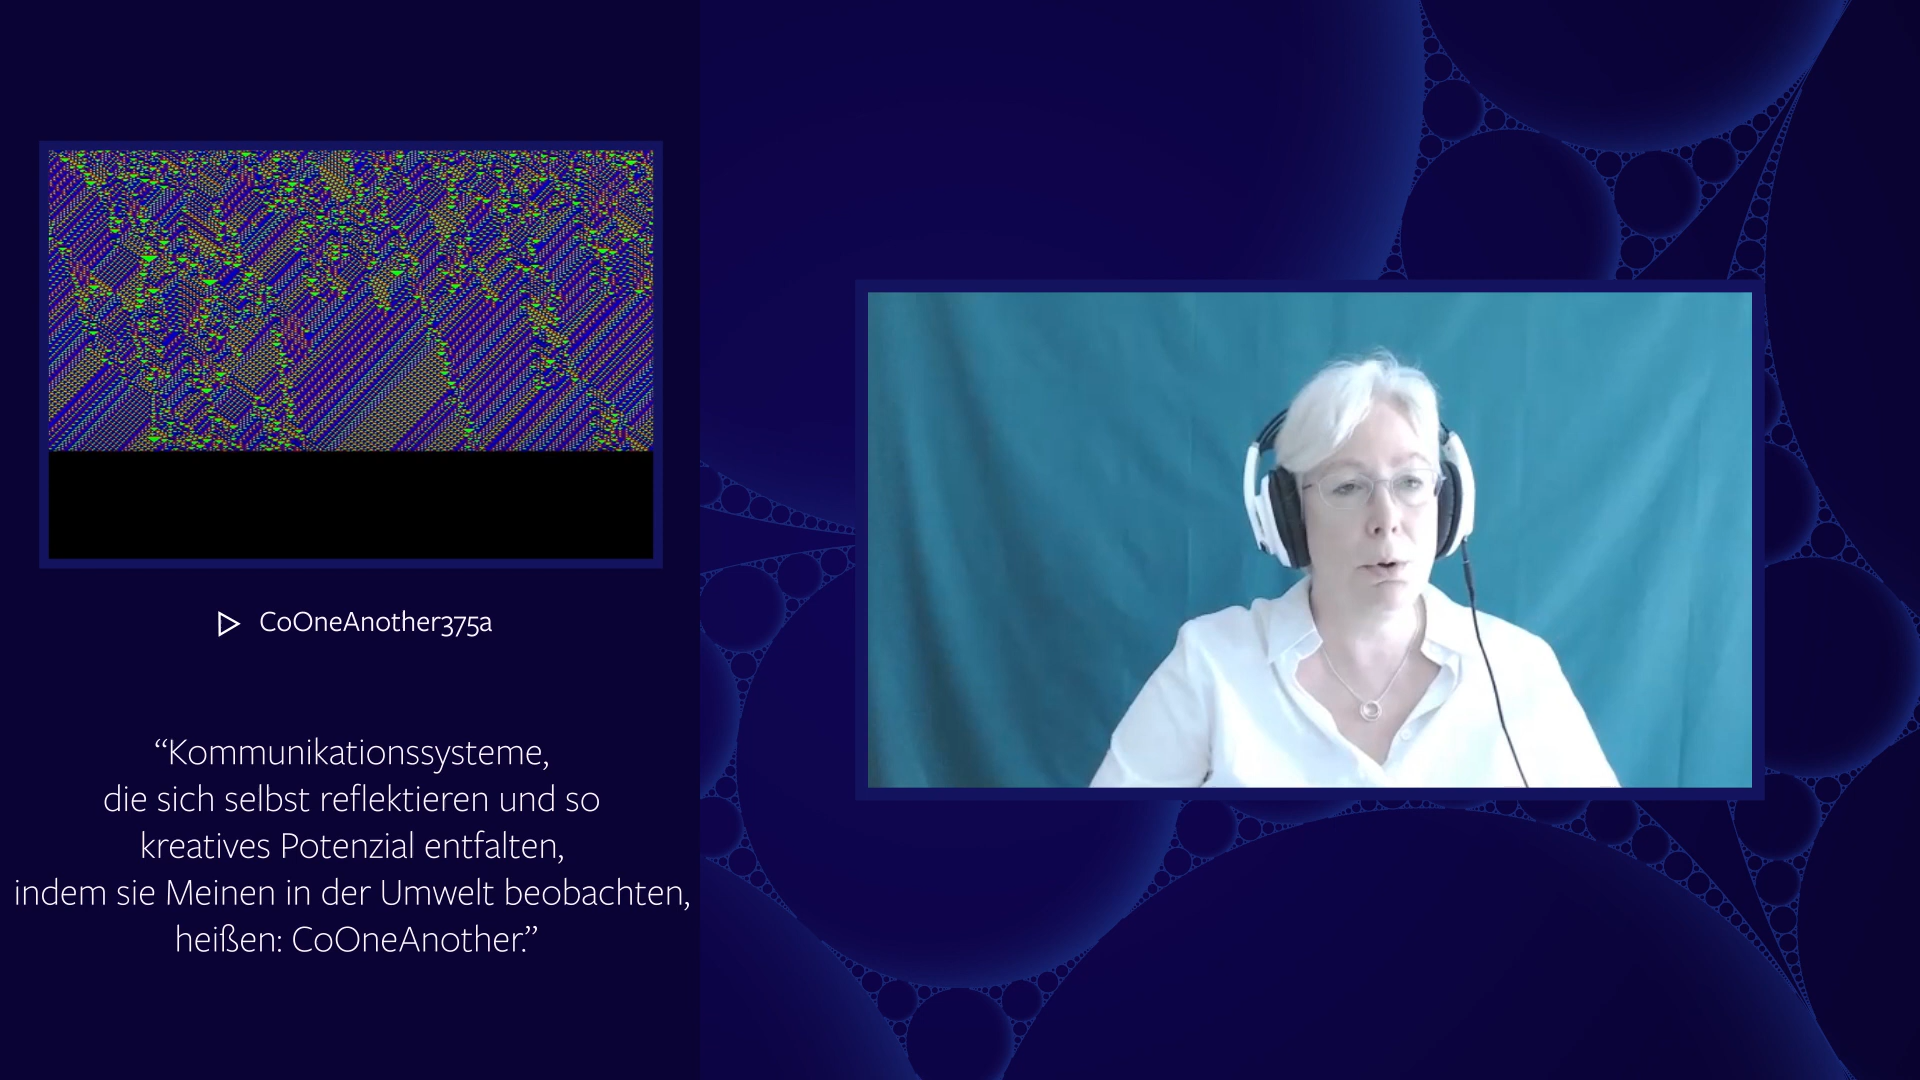 CoOneAnother375a
“Kommunikationssysteme,
die sich selbst reflektieren und so
kreatives Potenzial entfalten,
indem sie Meinen in der Umwelt beobachten,
heißen: CoOneAnother.”